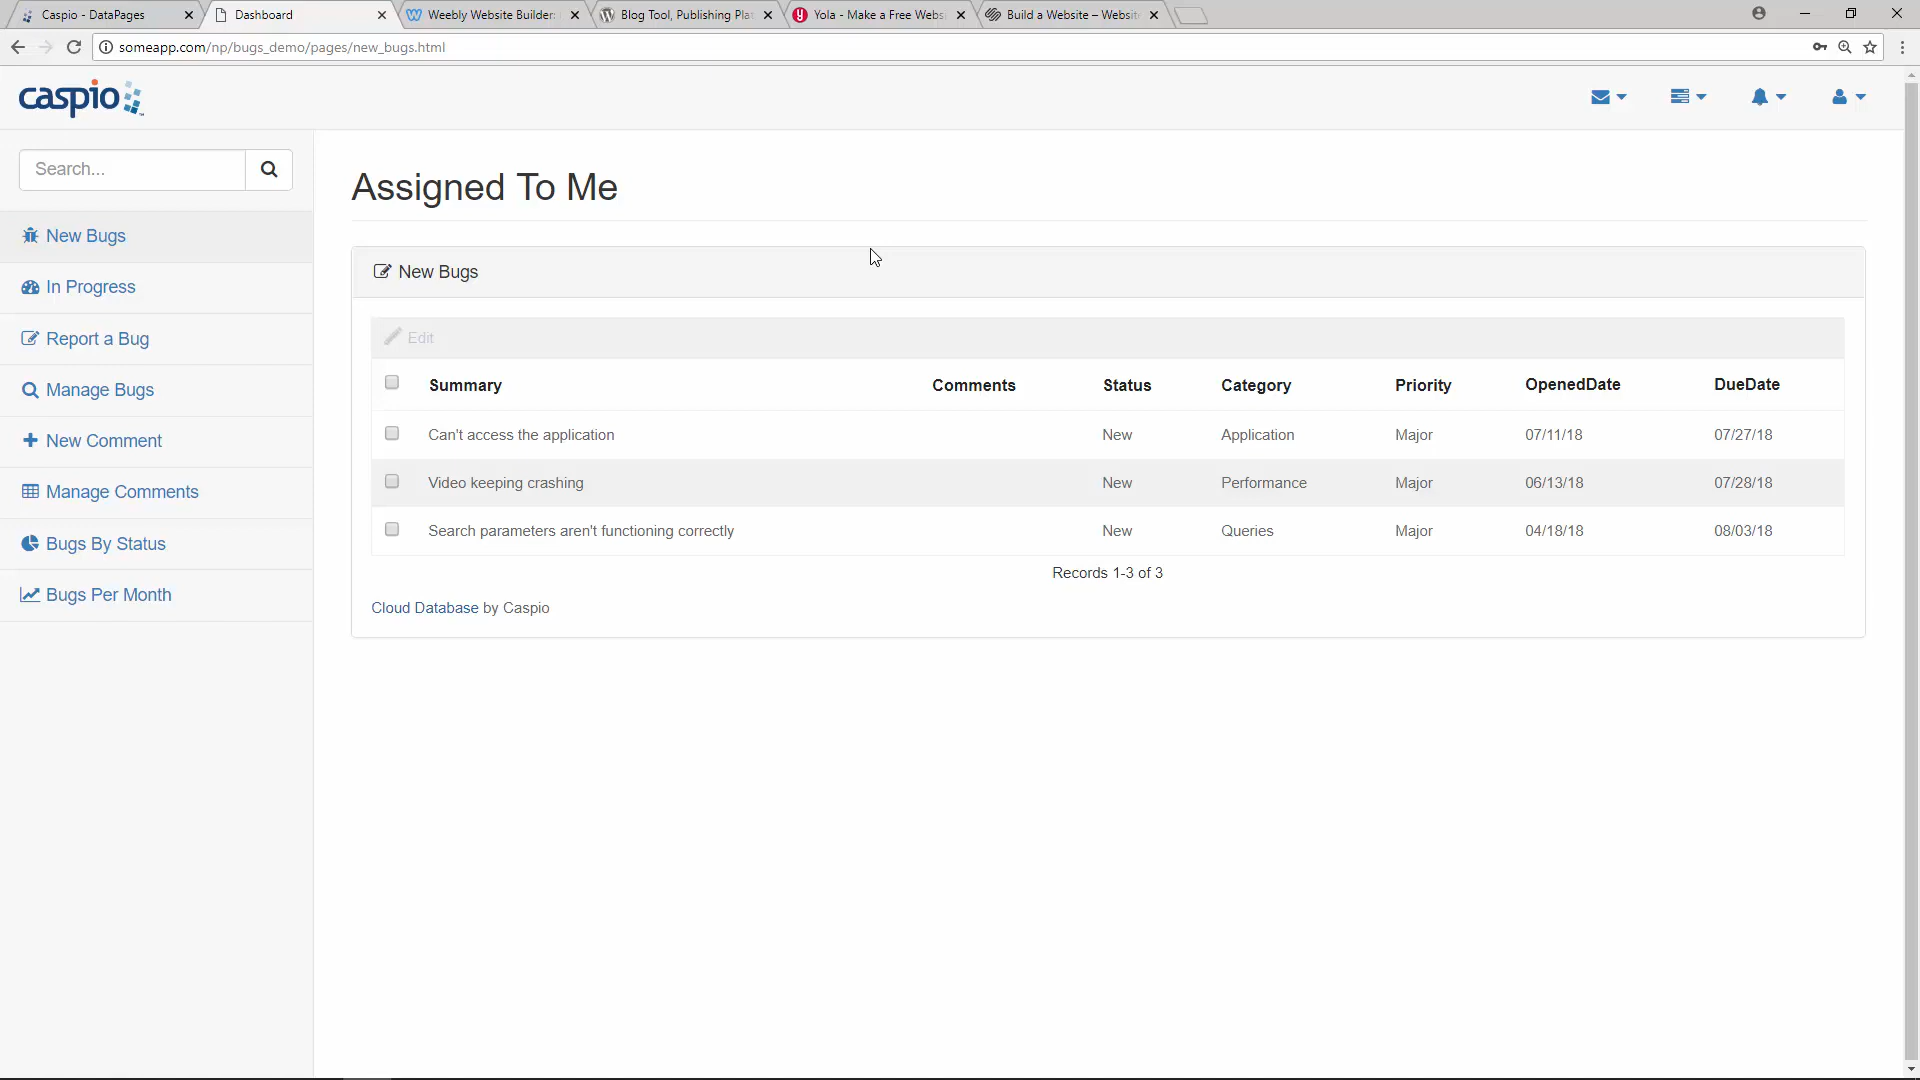 Caspio - DataPages
Dashboard
Weebly Website Builder:
Blog Tool, Publishing Pla
Yola - Make a Free Webs
Build a Website – Websit
someapp.com/np/bugs_demo/pages/new_bugs.html
caspio
Search...
New Bugs
In Progress
Report a Bug
Manage Bugs
New Comment
Manage Comments
Bugs By Status
Bugs Per Month
Assigned To Me
New Bugs
Edit
Summary Comments Status Category Priority OpenedDate DueDate
Can't access the application New Application Major 07/11/18 07/27/18
Video keeping crashing New Performance Major 06/13/18 07/28/18
Search parameters aren't functioning correctly New Queries Major 04/18/18 08/03/18
Records 1-3 of 3
Cloud Database by Caspio